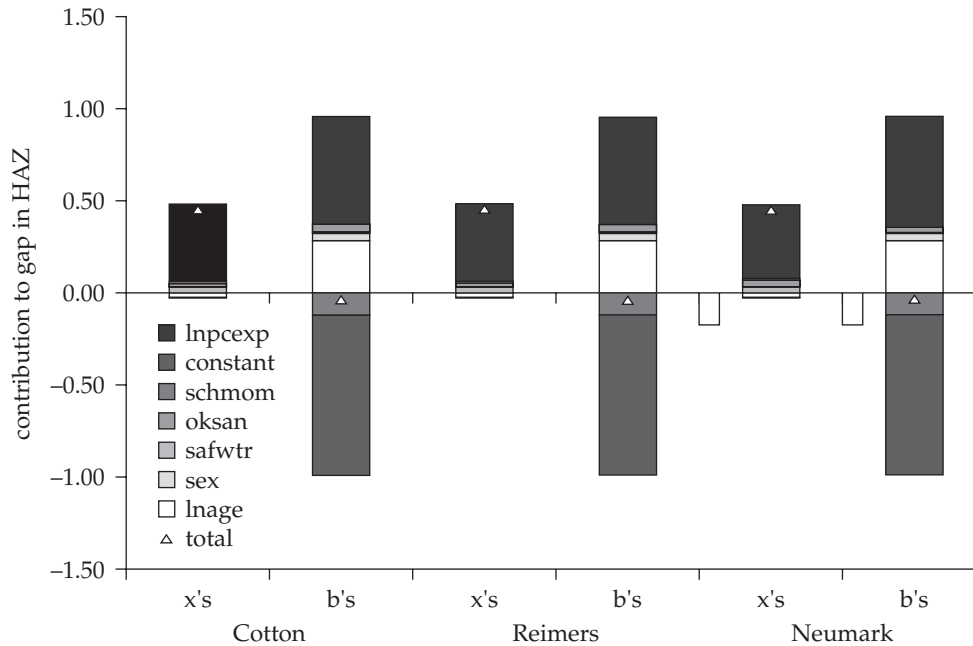 contribution to gap in HAZ
1.50
1.00
0.50
0.00
–0.50
–1.00
–1.50
lnpcexp
constant
schmom
oksan
safwtr
sex
lnage
total
x's b's x's b's x's b's
Cotton Reimers Neumark